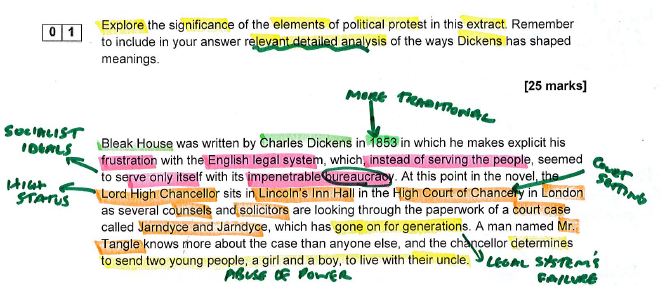 0 1
Explore the significance of the elements of political protest in this extract. Remember
to include in your answer relevant detailed analysis of the ways Dickens has shaped
meanings.
[25 marks]
MORE TRADITIONAL
SOCIALIST IDEALS
HIGH STATUS
Bleak House was written by Charles Dickens in 1853 in which he makes explicit his
frustration with the English legal system, which, instead of serving the people, seemed
to serve only itself with its impenetrable bureaucracy. At this point in the novel, the
Lord High Chancellor sits in Lincoln's Inn Hall in the High Court of Chancery in London
as several counsels and solicitors are looking through the paperwork of a court case
called Jarndyce and Jarndyce, which has gone on for generations. A man named Mr.
Tangle knows more about the case than anyone else, and the chancellor determines
to send two young people, a girl and a boy, to live with their uncle.
COURT SETTING
ABUSE OF POWER
LEGAL SYSTEM'S FAILURE